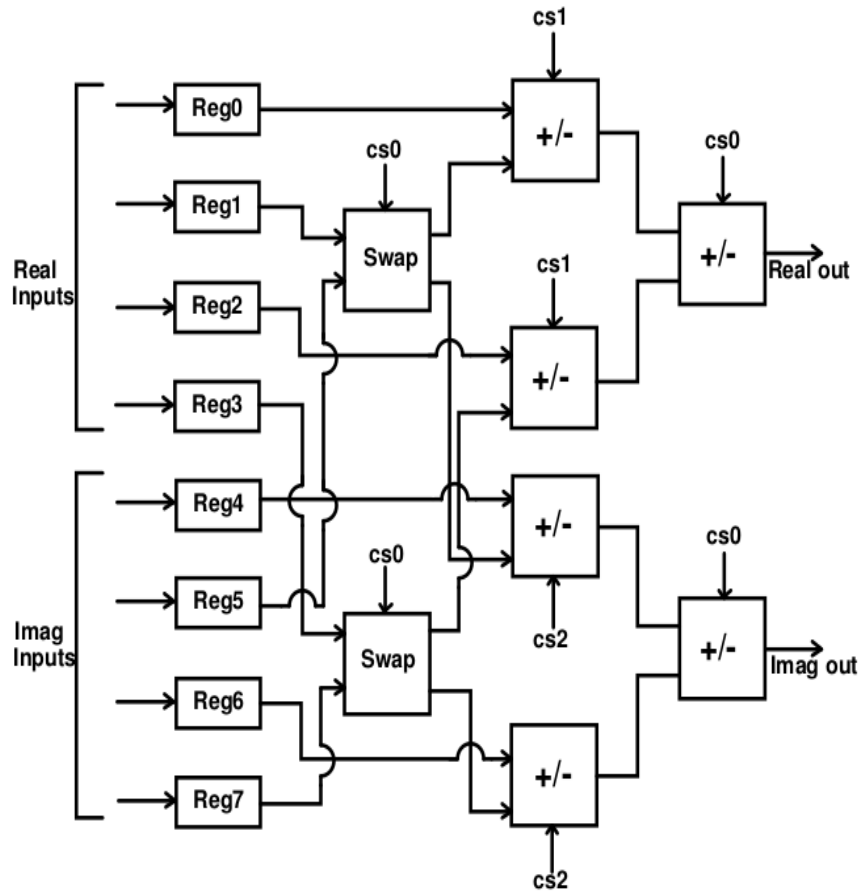 cs1
Reg0
+/-
cs0
cs0
Reg1
Swap
+/-
Real out
cs1
Real
Inputs
Reg2
+/-
Reg3
Reg4
+/-
cs0
cs0
Reg5
Imag
Inputs
Swap
cs2
+/-
Imag out
Reg6
+/-
Reg7
cs2